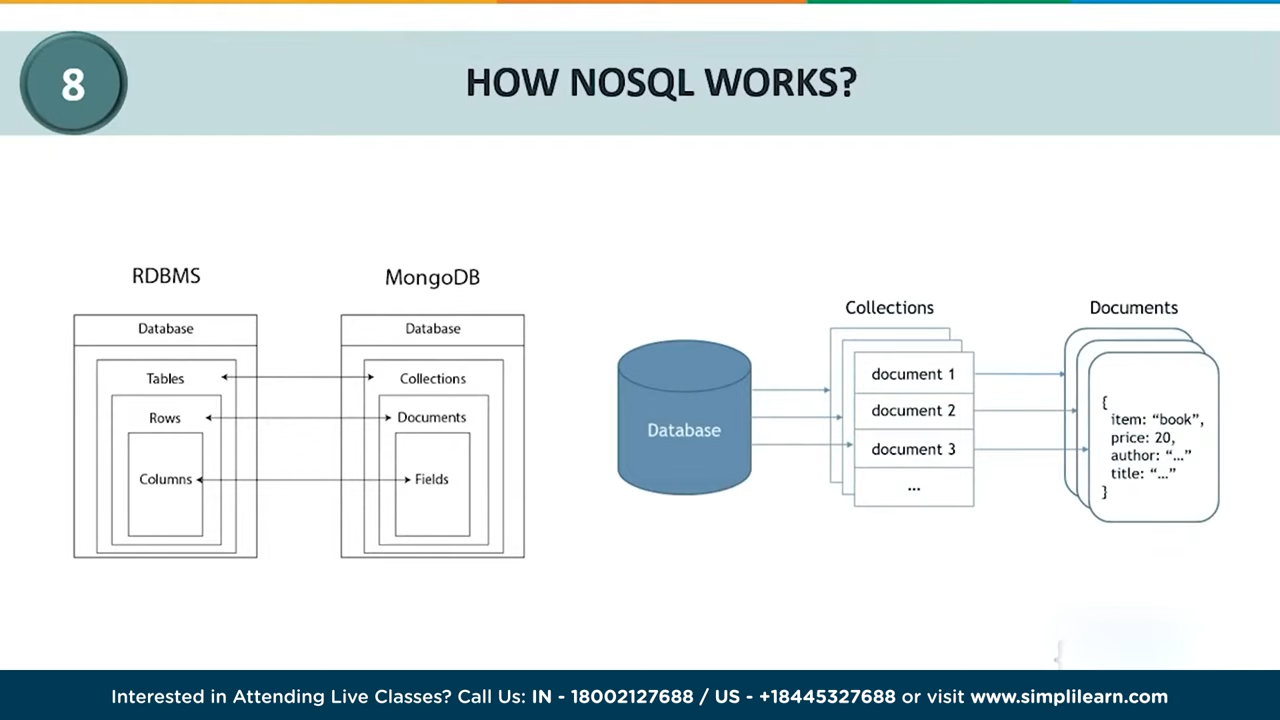 8
HOW NOSQL WORKS?
RDBMS
Database
Tables
Rows
Columns
MongoDB
Database
Collections
Documents
Fields
Database
Collections
document 1
document 2
document 3
...
Documents
{
item: “book”,
price: 20,
author: “...”
title: “...”
}
Interested in Attending Live Classes? Call Us: IN - 18002127688 / US - +18445327688 or visit www.simplilearn.com